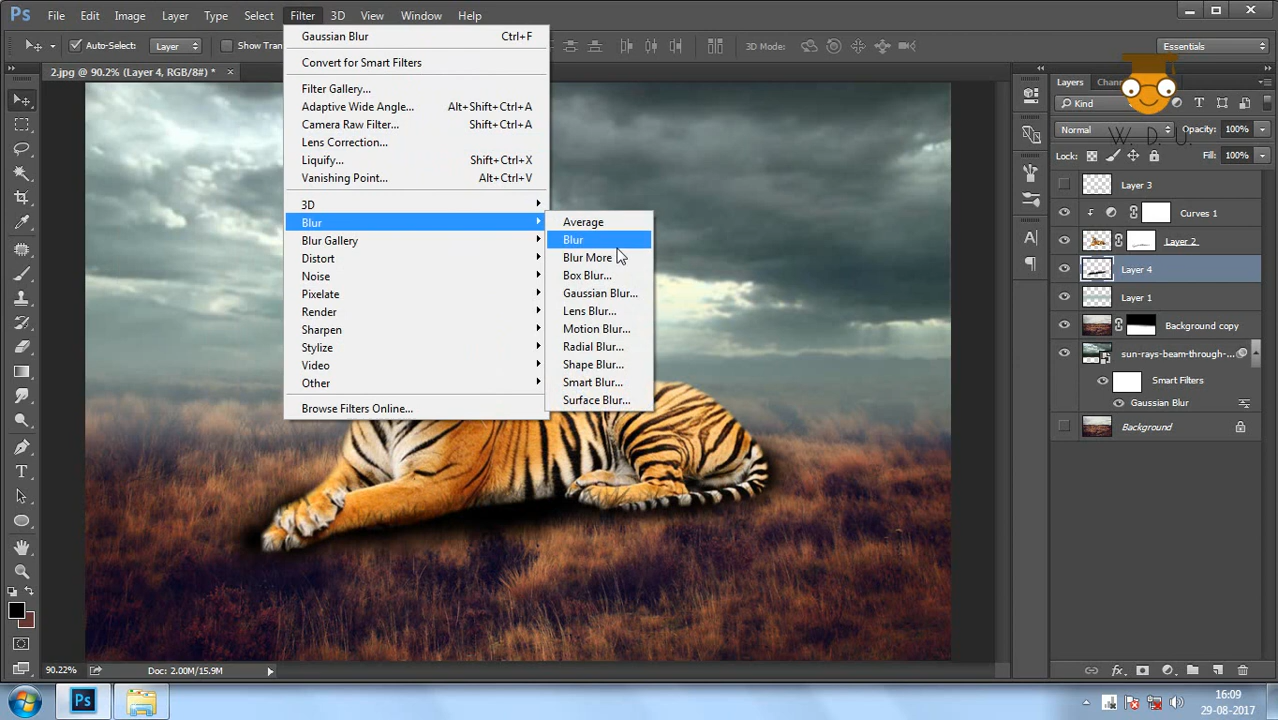 Ps File Edit Image Layer Type Select Filter 3D View Window Help
Auto-Select: Layer Show Tran 3D Mode: Essentials
2.jpg @ 90.2% (Layer 4, RGB/8#) *
Gaussian Blur Ctrl+F
Convert for Smart Filters
Filter Gallery...
Adaptive Wide Angle... Alt+Shift+Ctrl+A
Camera Raw Filter... Shift+Ctrl+A
Lens Correction...
Liquify... Shift+Ctrl+X
Vanishing Point... Alt+Ctrl+V
3D
Blur
Blur Gallery
Distort
Noise
Pixelate
Render
Sharpen
Stylize
Video
Other
Browse Filters Online...
Average
Blur
Blur More
Box Blur...
Gaussian Blur...
Lens Blur...
Motion Blur...
Radial Blur...
Shape Blur...
Smart Blur...
Surface Blur...
Layers Chann
Kind
W. D. U.
Normal Opacity: 100%
Lock: Fill: 100%
Layer 3
Curves 1
Layer 2
Layer 4
Layer 1
Background copy
sun-rays-beam-through-...
Smart Filters
Gaussian Blur
Background
90.22% Doc: 2.00M/15.9M
Ps
16:09
29-08-2017